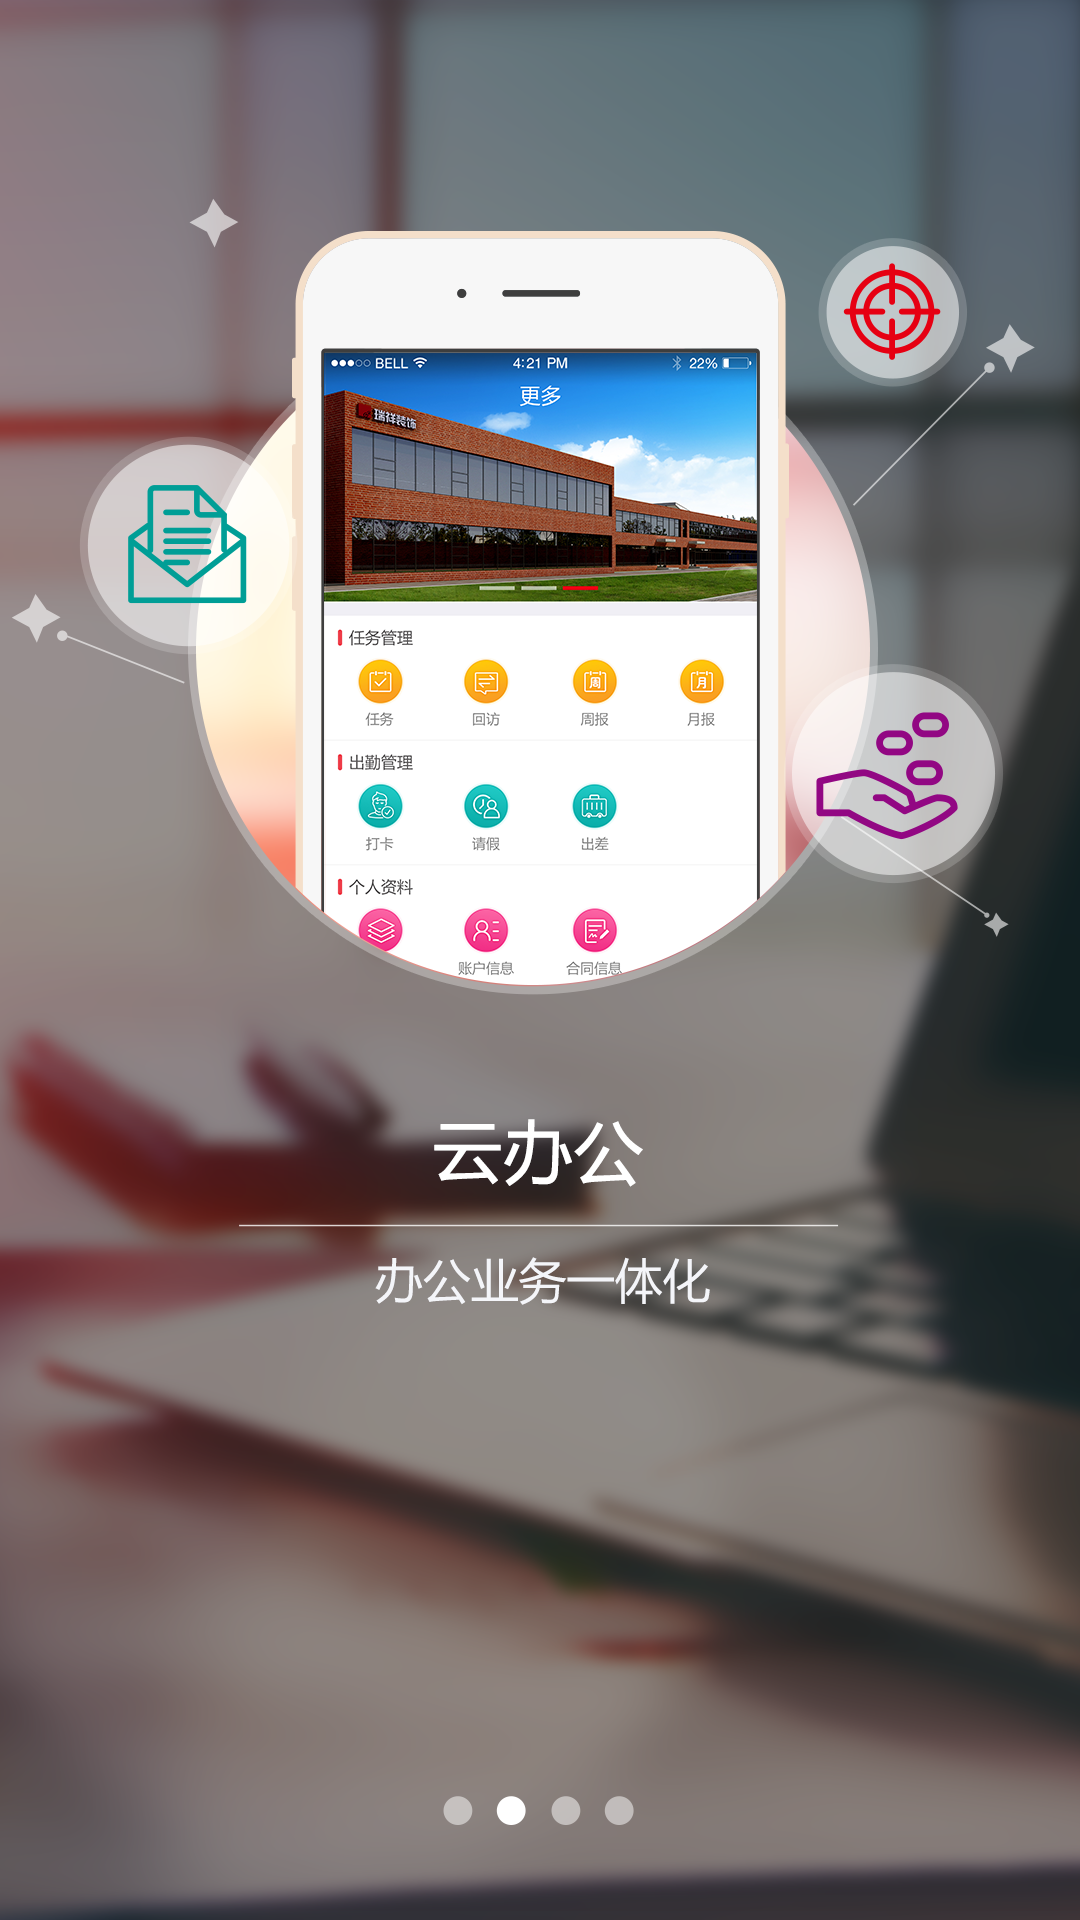 BELL 4:21 PM 22%
更多
瑞祥装饰
任务管理
任务 回访 周报 月报
出勤管理
打卡 请假 出差
个人资料
账户信息 合同信息
云办公
办公业务一体化